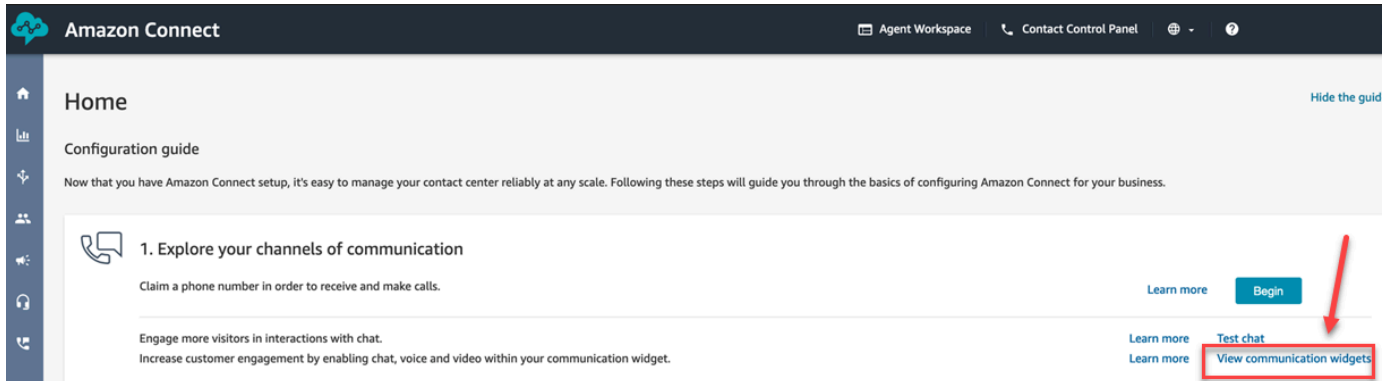 Amazon Connect
Agent Workspace
Contact Control Panel
Home
Hide the guid
Configuration guide
Now that you have Amazon Connect setup, it's easy to manage your contact center reliably at any scale. Following these steps will guide you through the basics of configuring Amazon Connect for your business.
1. Explore your channels of communication
Claim a phone number in order to receive and make calls.
Learn more
Begin
Engage more visitors in interactions with chat.
Learn more
Test chat
Increase customer engagement by enabling chat, voice and video within your communication widget.
Learn more
View communication widgets